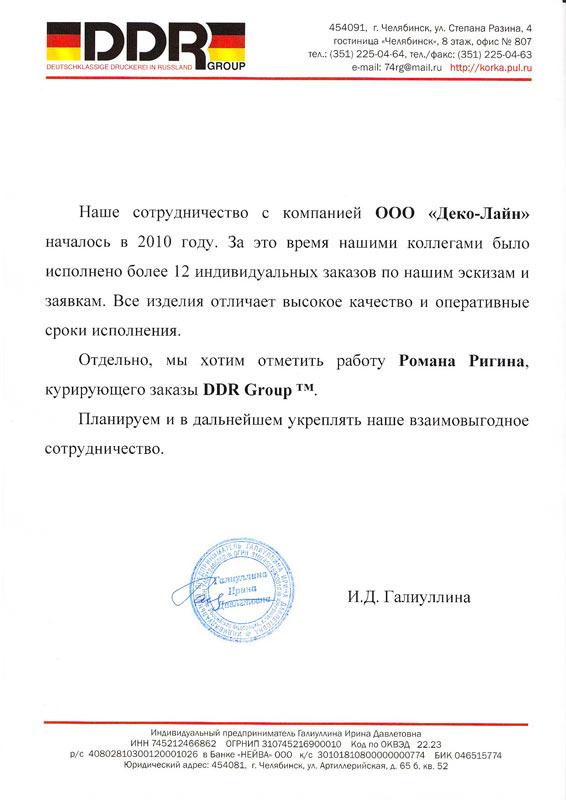 DDR
GROUP
DEUTSCHKLASSIGE DRUCKEREI IN RUSSLAND
454091, г. Челябинск, ул. Степана Разина, 4
гостиница «Челябинск», 8 этаж, офис № 807
тел.: (351) 225-04-64, тел./факс: (351) 225-04-63
e-mail: 74rg@mail.ru http://korka.pul.ru
Наше сотрудничество с компанией ООО «Деко-Лайн»
началось в 2010 году. За это время нашими коллегами было
исполнено более 12 индивидуальных заказов по нашим эскизам и
заявкам. Все изделия отличает высокое качество и оперативные
сроки исполнения.
Отдельно, мы хотим отметить работу Романа Ригина,
курирующего заказы DDR Group ™.
Планируем и в дальнейшем укреплять наше взаимовыгодное
сотрудничество.
Галиуллина
Ирина
Давлетовна
И.Д. Галиуллина
Индивидуальный предприниматель Галиуллина Ирина Давлетовна
ИНН 745212466862 ОГРНИП 310745216900010 Код по ОКВЭД 22.23
р/с 40802810300120001026 в Банке «НЕЙВА» ООО к/с 30101810800000000774 БИК 046515774
Юридический адрес: 454081, г. Челябинск, ул. Артиллерийская, д. 65 б, кв. 52